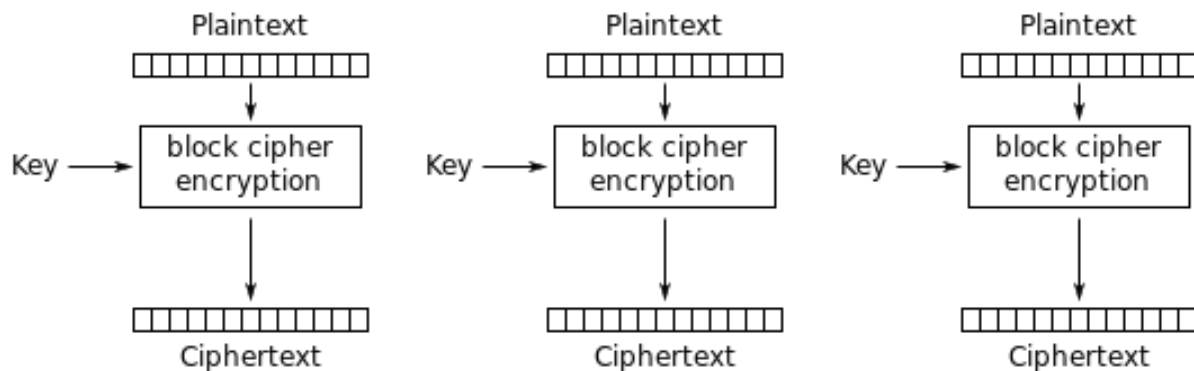 Plaintext
Plaintext
Plaintext
Key
block cipher
encryption
Key
block cipher
encryption
Key
block cipher
encryption
Ciphertext
Ciphertext
Ciphertext